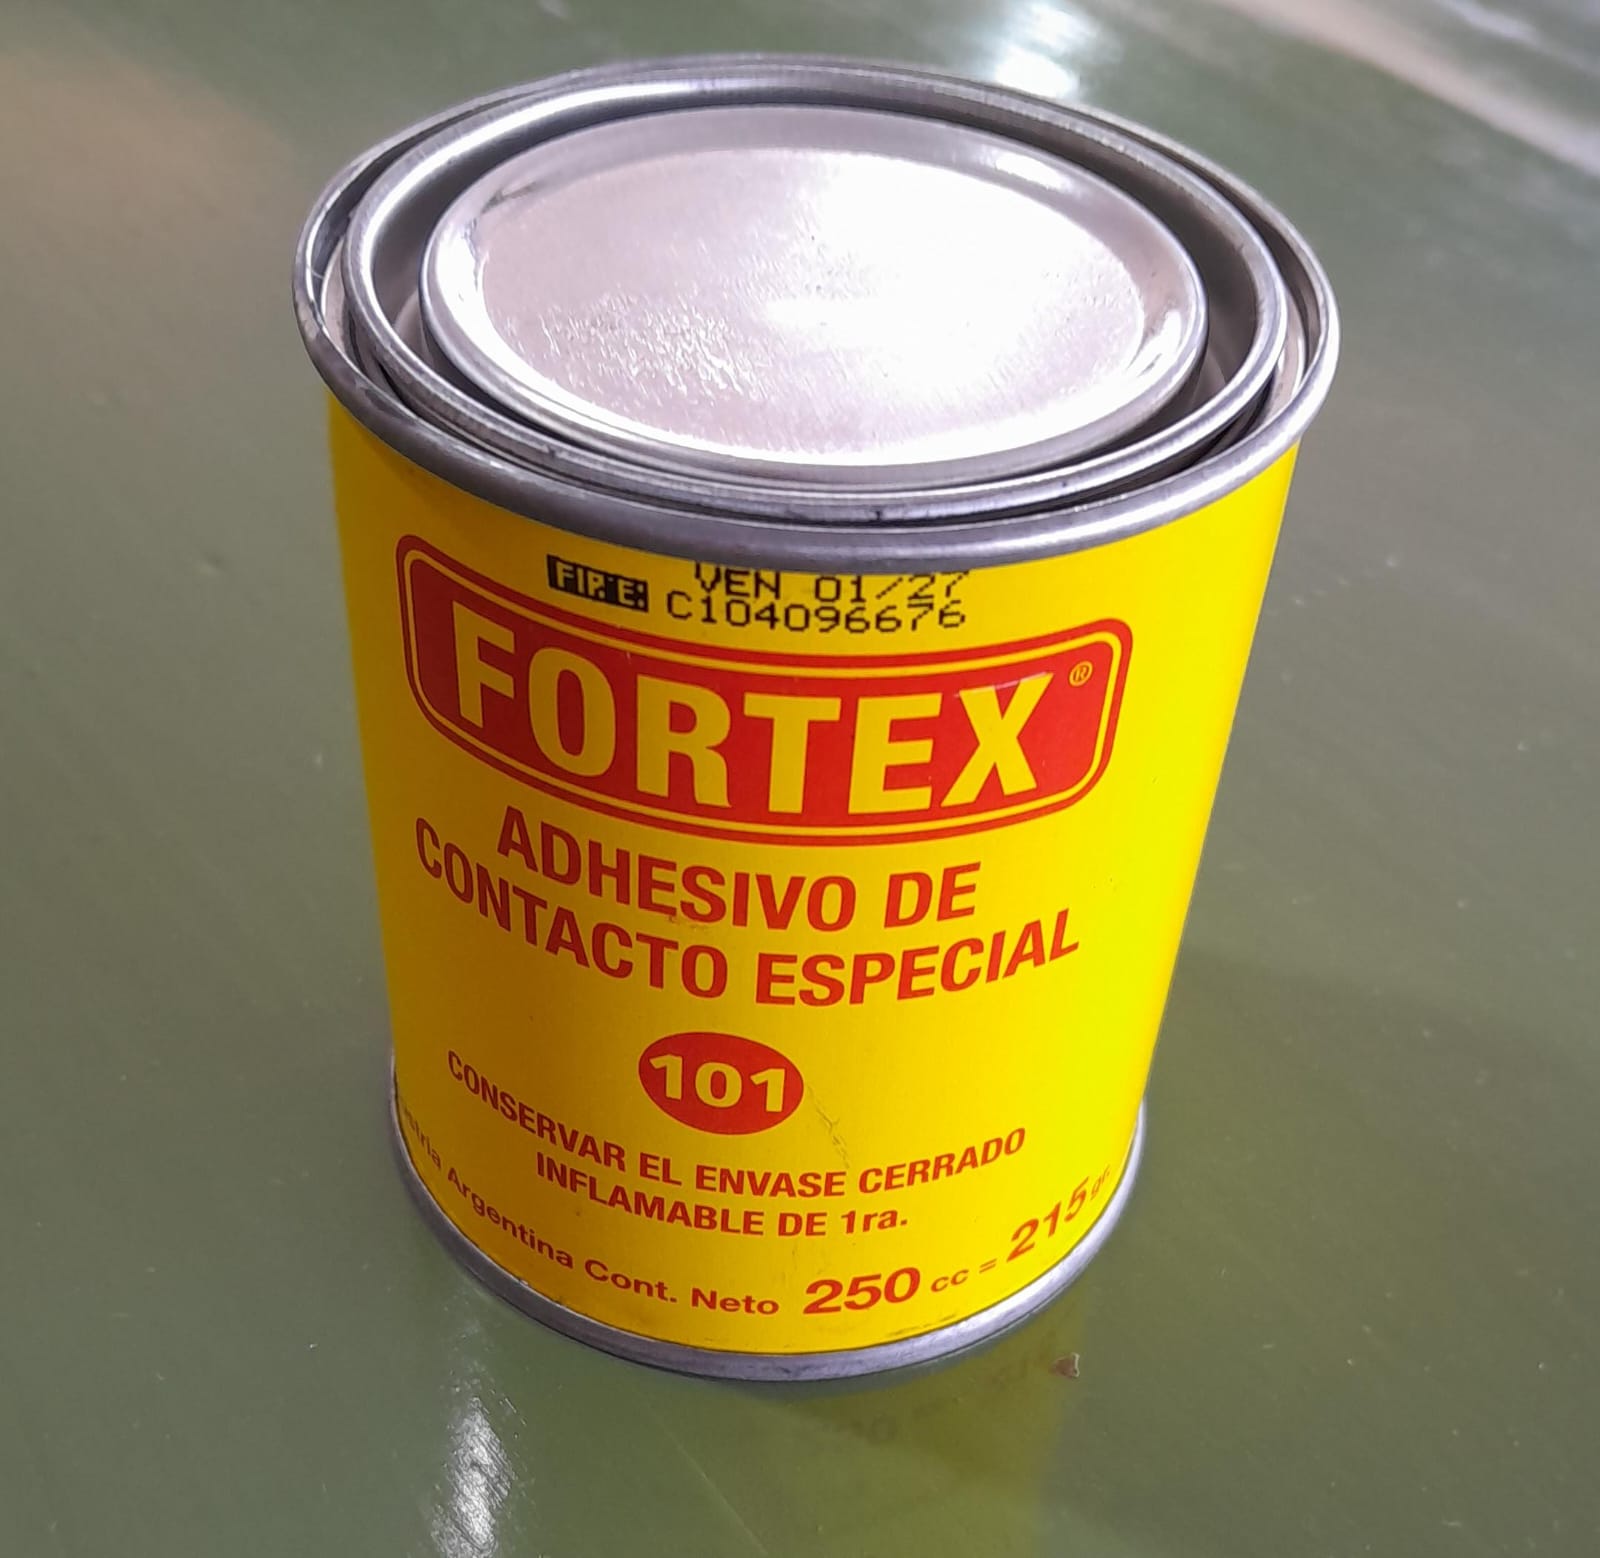 VEN 01/27
C104096676
FORTEX®
ADHESIVO DE
CONTACTO ESPECIAL
101
CONSERVAR EL ENVASE CERRADO
INFLAMABLE DE 1ra.
Argentina Cont. Neto 250 cc = 215 gr.